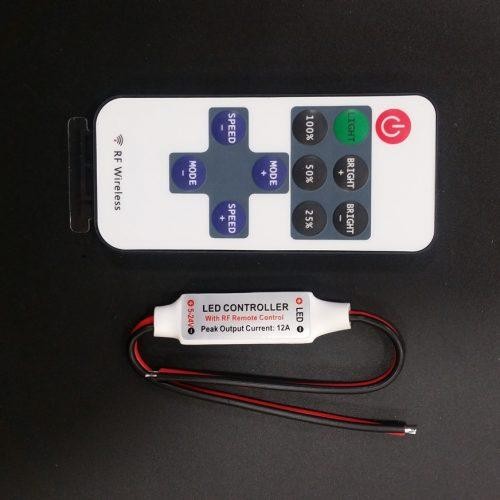 LIGHT
BRIGHT
+
BRIGHT
-
100%
50%
25%
SPEED
-
MODE
+
MODE
-
SPEED
+
RF Wireless
+ 5-24V -
LED CONTROLLER
With RF Remote Control
Peak Output Current: 12A
+ LED -